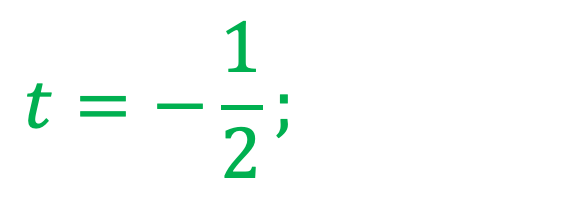 t = −1/2;